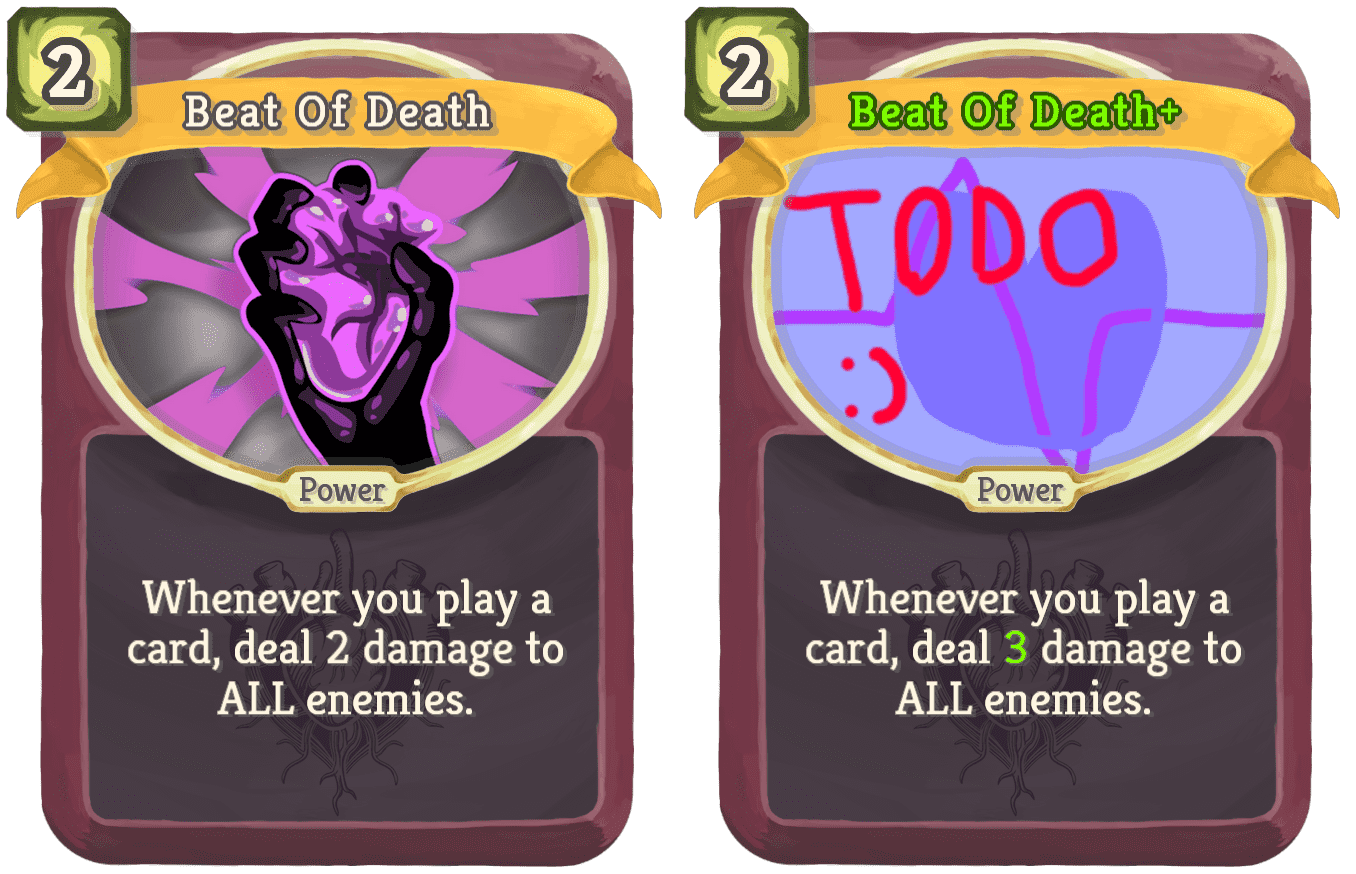 2
Beat Of Death
Power
Whenever you play a
card, deal 2 damage to
ALL enemies.
2
Beat Of Death+
TODO
:)
Power
Whenever you play a
card, deal 3 damage to
ALL enemies.